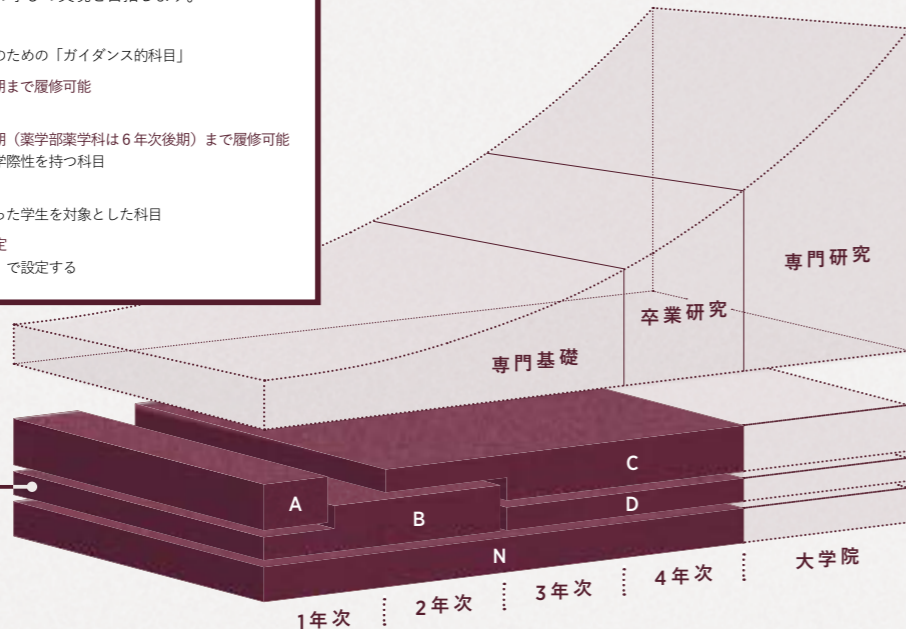 のための「ガイダンス的科目」
期まで履修可能
期（薬学部薬学科は６年次後期）まで履修可能
学際性を持つ科目
った学生を対象とした科目
定
で設定する
専門研究
卒業研究
専門基礎
A
B
C
D
N
1年次
2年次
3年次
4年次
大学院